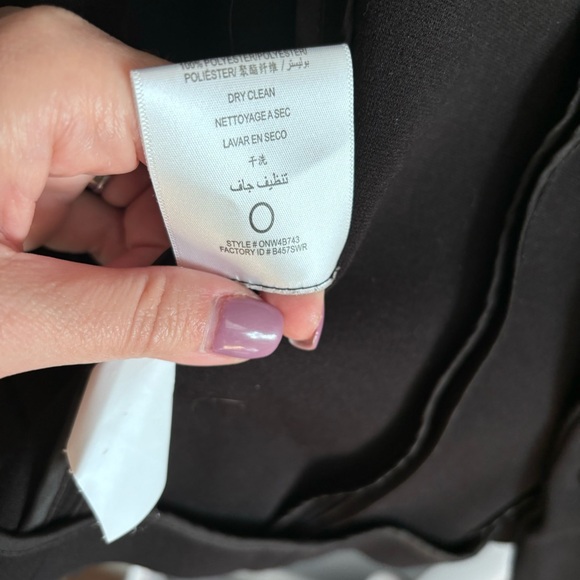 100% POLYESTER/POLYESTER/
POLIÉSTER/ 聚酯纤维 / بوليستر
DRY CLEAN
NETTOYAGE A SEC
LAVAR EN SECO
干洗
تنظيف جاف
STYLE # ONW4B743
FACTORY ID # B457SWR